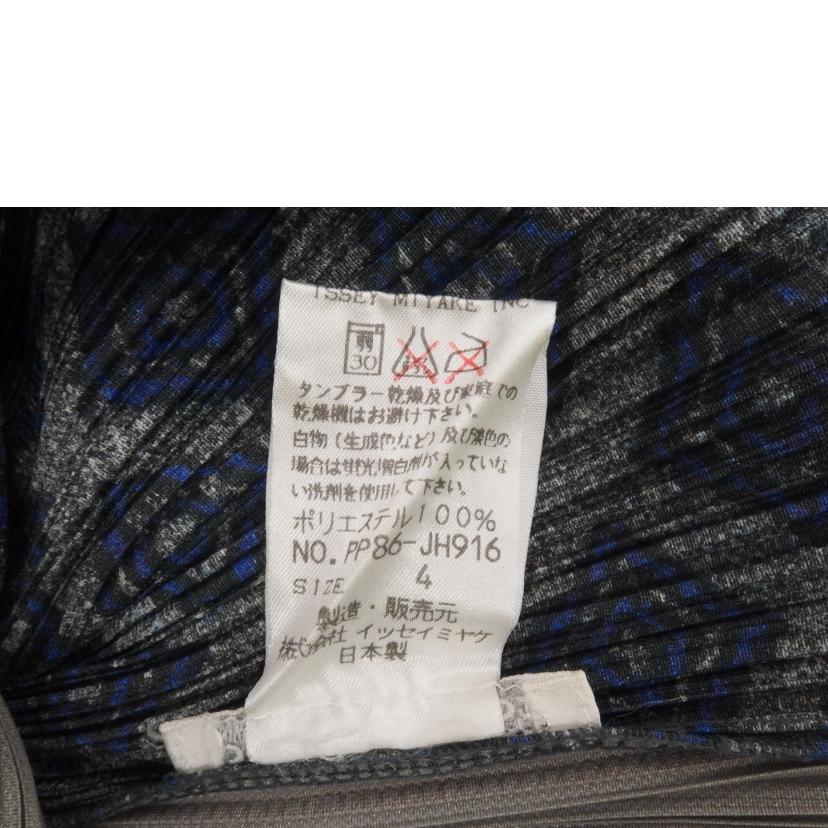 ISSEY MIYAKE INC
弱
30
タンブラー乾燥及び家庭での
乾燥機はお避け下さい。
白物(生成色など)及び淡色の
場合は蛍光増白剤が入っていな
い洗剤を使用して下さい。
ポリエステル100%
NO. PP86-JH916
SIZE 4
製造・販売元
株式会社 イッセイミヤケ
日本製